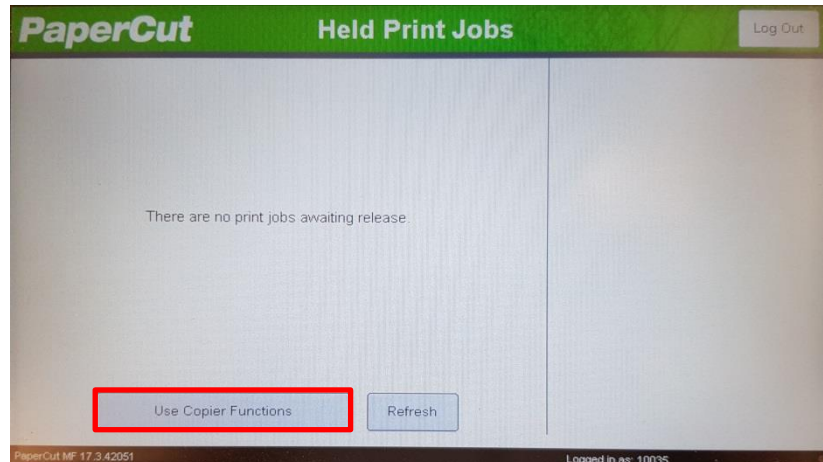 PaperCut
Held Print Jobs
Log Out
There are no print jobs awaiting release.
Use Copier Functions
Refresh
PaperCut MF 17.3.42051
Logged in as: 10035